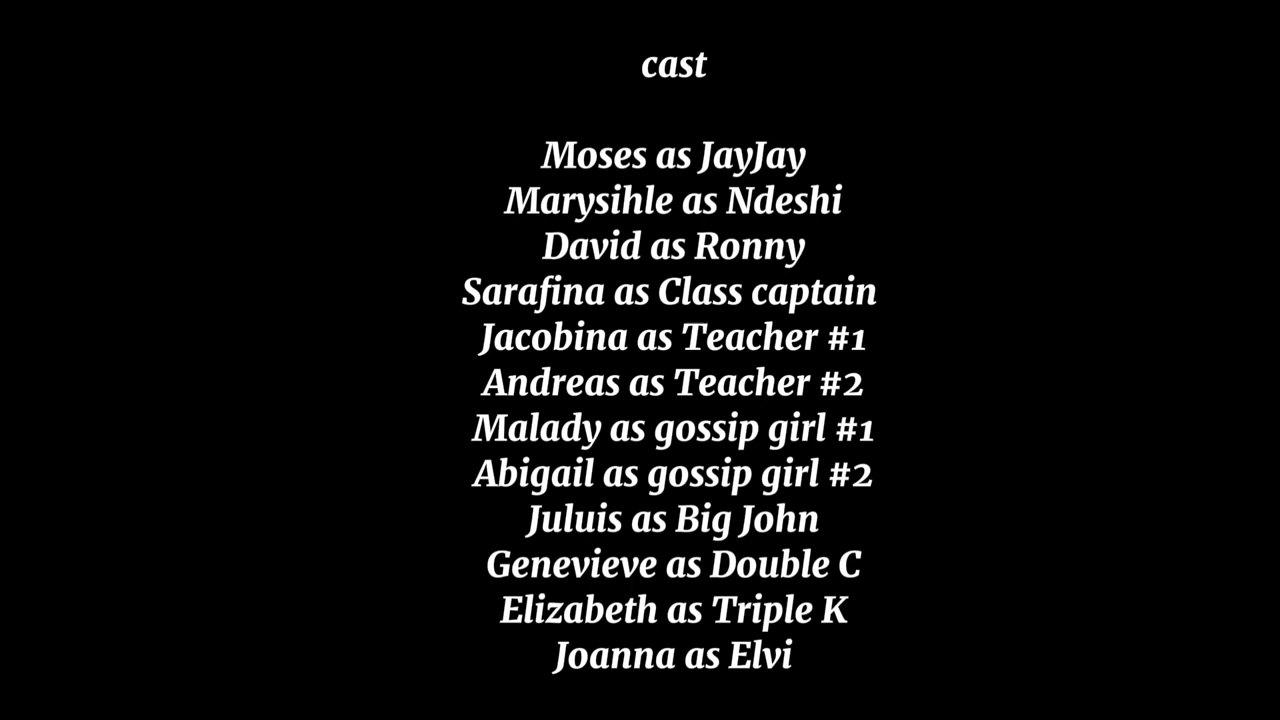 cast
Moses as JayJay
Marysihle as Ndeshi
David as Ronny
Sarafina as Class captain
Jacobina as Teacher #1
Andreas as Teacher #2
Malady as gossip girl #1
Abigail as gossip girl #2
Juluis as Big John
Genevieve as Double C
Elizabeth as Triple K
Joanna as Elvi